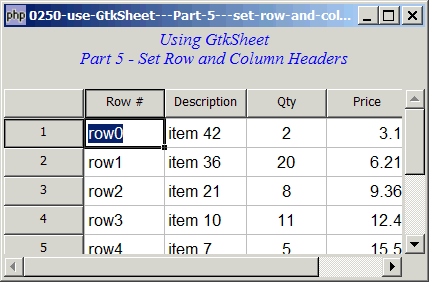 php 0250-use-GtkSheet---Part-5---set-row-and-col...
Using GtkSheet
Part 5 - Set Row and Column Headers
Row # Description Qty Price
1 row0 item 42 2 3.1
2 row1 item 36 20 6.21
3 row2 item 21 8 9.36
4 row3 item 10 11 12.4
5 row4 item 7 5 15.5